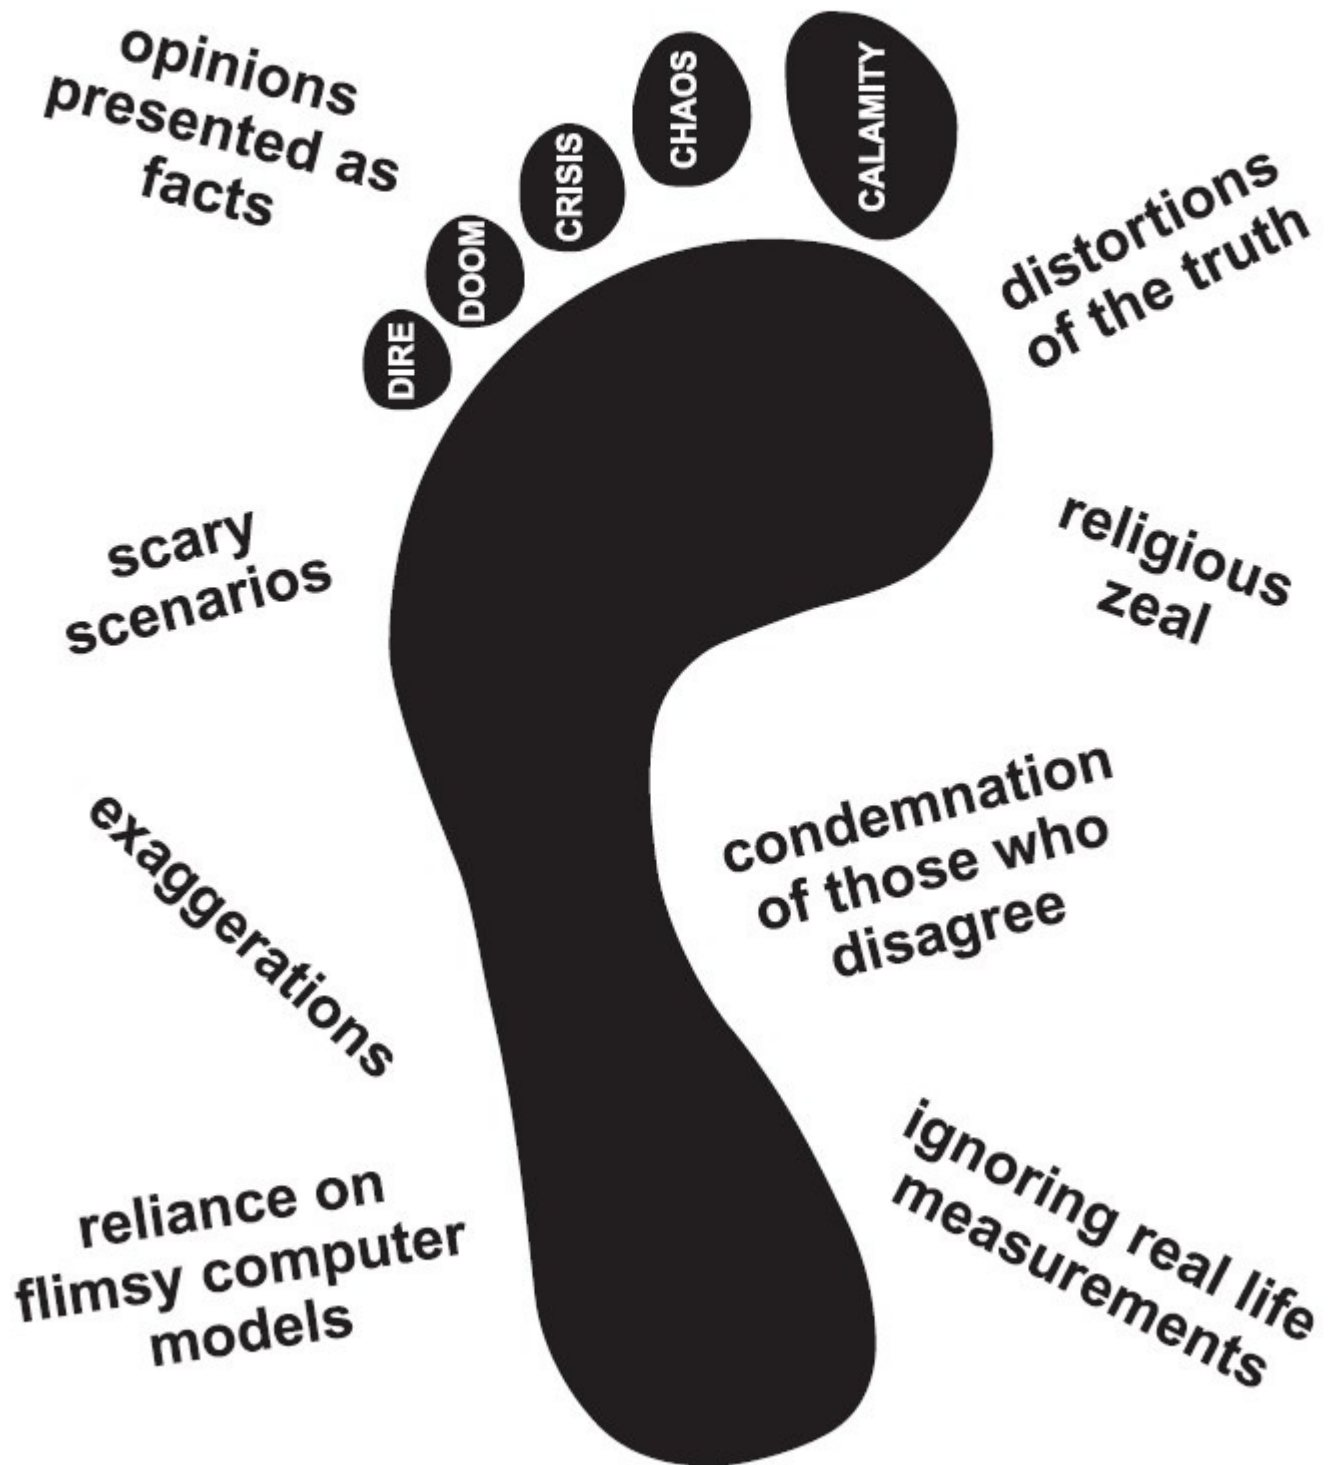 opinions
presented as
facts
CALAMITY
CHAOS
CRISIS
DOOM
DIRE
distortions
of the truth
scary
scenarios
religious
zeal
exaggerations
condemnation
of those who
disagree
reliance on
flimsy computer
models
ignoring real life
measurements